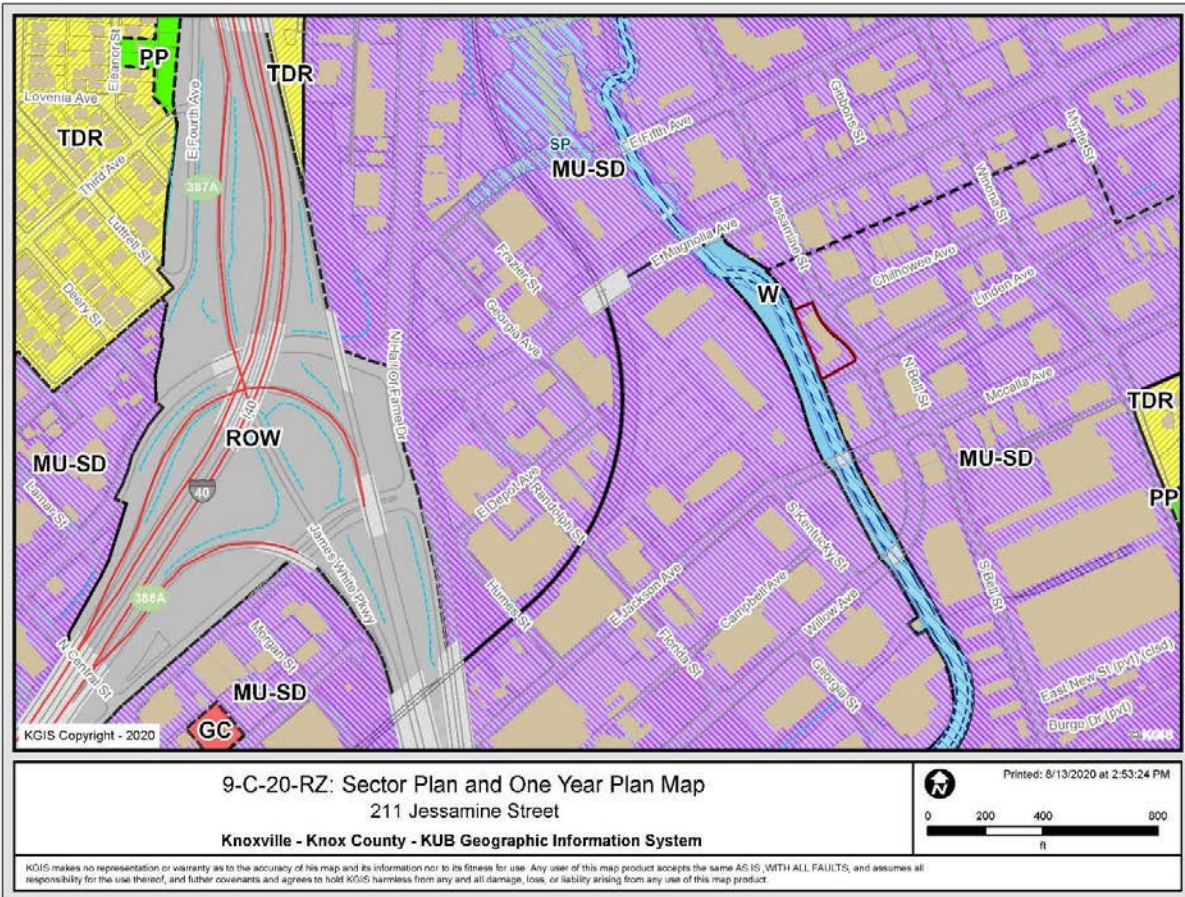 Eleanor St
PP
TDR
Lovenia Ave
TDR
E Fourth Ave
Third Ave
387A
Luttrell St
Deery St
SP
MU-SD
E Fifth Ave
Gibbons St
Myrtle St
Winona St
Jessamine St
E Magnolia Ave
Frazier St
Georgia Ave
W
Chilhowee Ave
Linden Ave
N Hall Of Fame Dr
N Bell St
Mccalla Ave
TDR
I-40
ROW
MU-SD
40
MU-SD
PP
Lamar St
E Depot Ave
Randolph St
James White Pkwy
S Kentucky St
388A
Humes St
E Jackson Ave
Campbell Ave
Willow Ave
S Bell St
Florida St
N Central St
Morgan St
MU-SD
Georgia St
East New St (pvt) (clsd)
Burge Dr (pvt)
GC
KGIS Copyright - 2020
© KGIS
9-C-20-RZ: Sector Plan and One Year Plan Map
211 Jessamine Street
Knoxville - Knox County - KUB Geographic Information System
N
Printed: 8/13/2020 at 2:53:24 PM
0 200 400 800
ft
KGIS makes no representation or warranty as to the accuracy of his map and its information nor to its fitness for use. Any user of this map product accepts the same AS IS ,WITH ALL FAULTS, and assumes all
responsibility for the use thereof, and futher covenants and agrees to hold KGIS harmless from any and all damage, loss, or liability arising from any use of this map product.